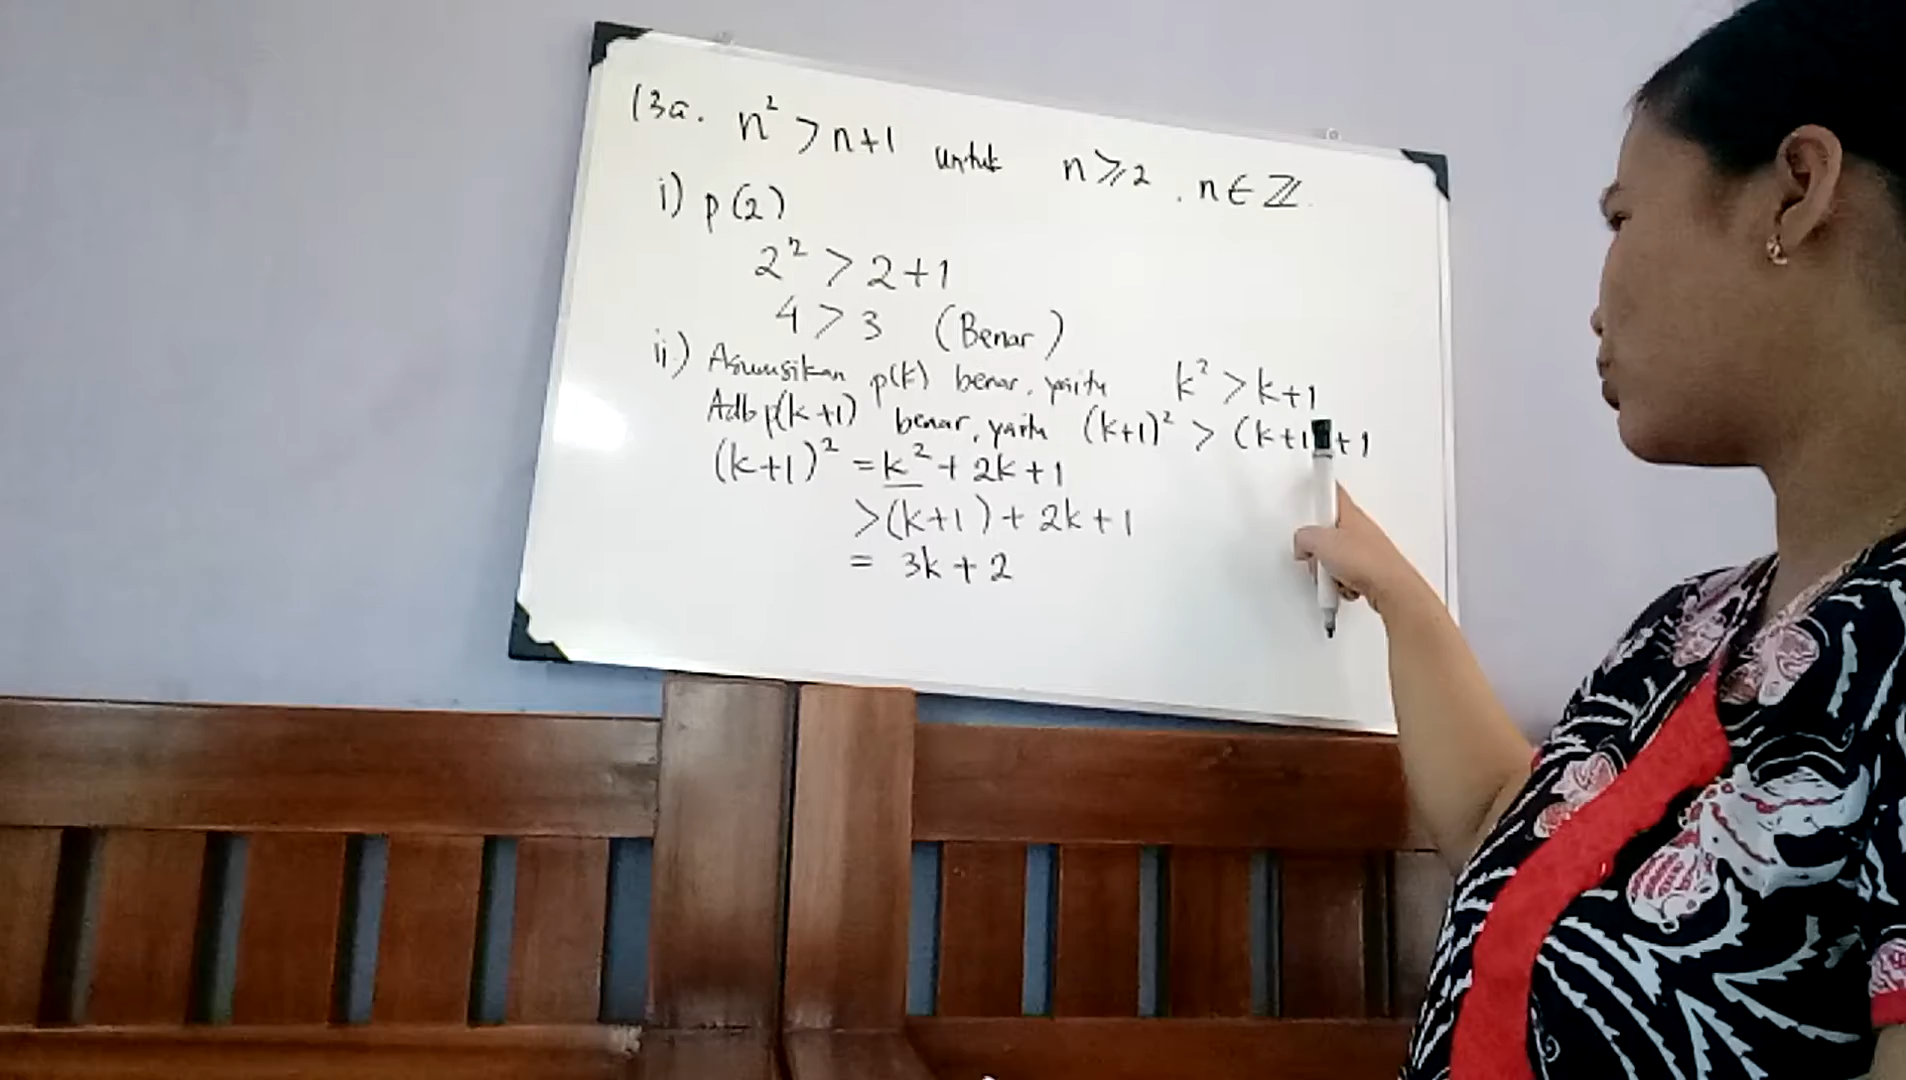 13a. n² > n+1 untuk n ≥ 2 . n ∈ ℤ.
i) p(2)
2² > 2+1
4 > 3 (Benar)
ii.) Asumsikan p(k) benar, yaitu k² > k+1
Adb p(k+1) benar, yaitu (k+1)² > (k+1)+1
(k+1)² = k² + 2k + 1
> (k+1) + 2k + 1
= 3k + 2